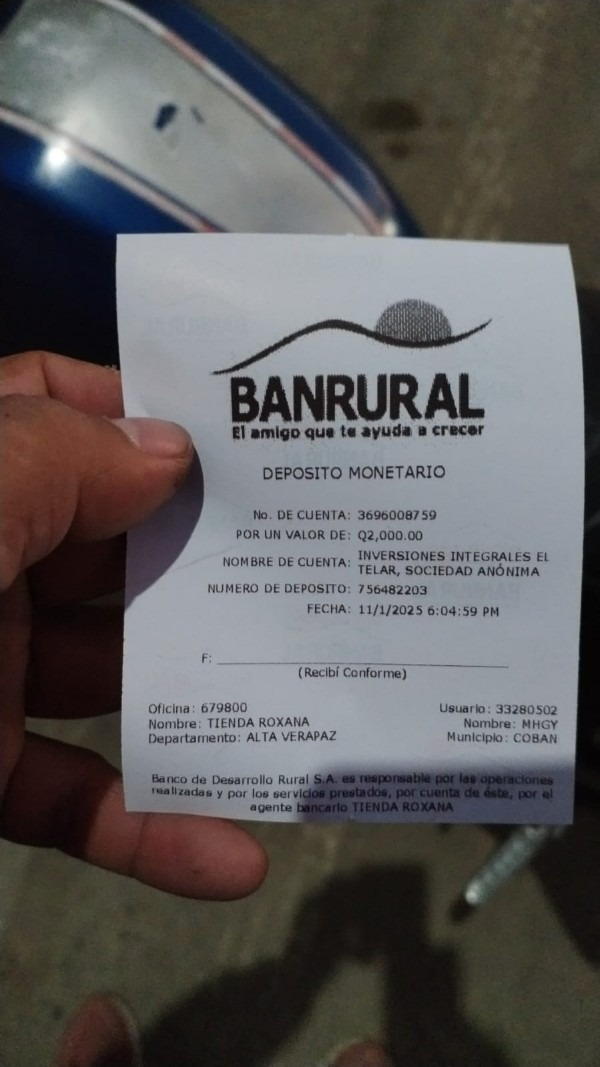 BANRURAL
El amigo que te ayuda a crecer
DEPOSITO MONETARIO
No. DE CUENTA: 3696008759
POR UN VALOR DE: Q2,000.00
NOMBRE DE CUENTA: INVERSIONES INTEGRALES EL
TELAR, SOCIEDAD ANÓNIMA
NUMERO DE DEPOSITO: 756482203
FECHA: 11/1/2025 6:04:59 PM
F:
(Recibí Conforme)
Oficina: 679800 Usuario: 33280502
Nombre: TIENDA ROXANA Nombre: MHGY
Departamento: ALTA VERAPAZ Municipio: COBAN
Banco de Desarrollo Rural S.A. es responsable por las operaciones
realizadas y por los servicios prestados, por cuenta de éste, por el
agente bancario TIENDA ROXANA